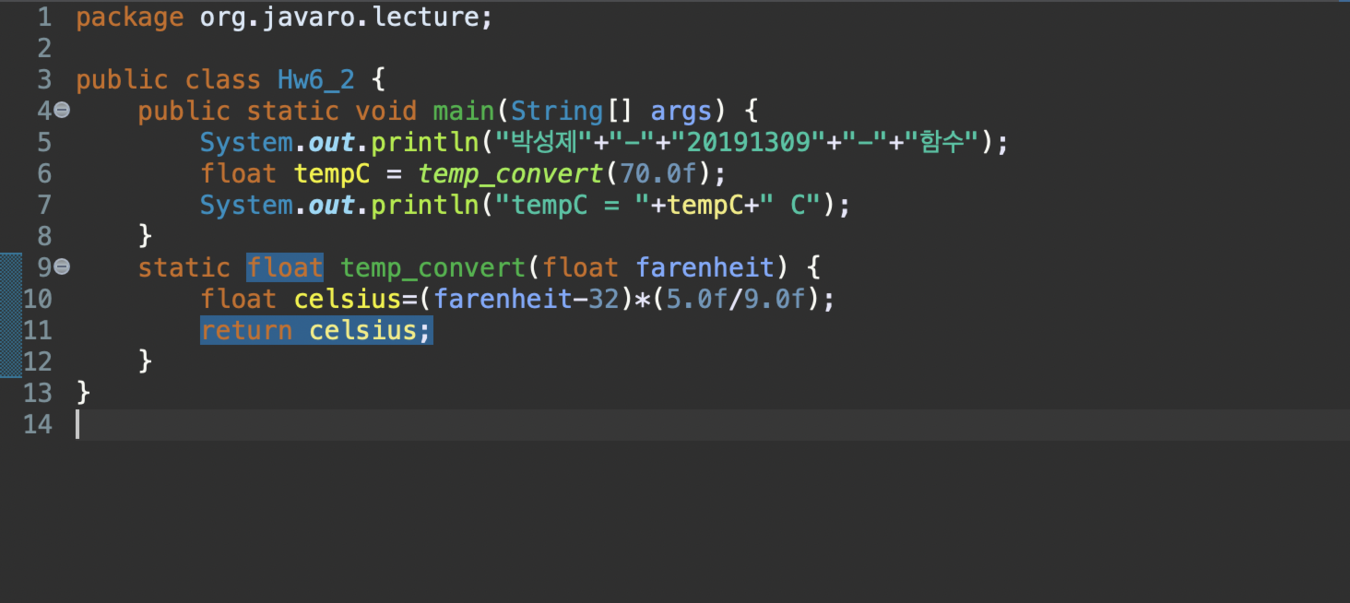 1 package org.javaro.lecture;
2
3 public class Hw6_2 {
4 public static void main(String[] args) {
5 System.out.println("박성제"+"-"+"20191309"+"-"+"함수");
6 float tempC = temp_convert(70.0f);
7 System.out.println("tempC = "+tempC+" C");
8 }
9 static float temp_convert(float farenheit) {
10 float celsius=(farenheit-32)*(5.0f/9.0f);
11 return celsius;
12 }
13 }
14